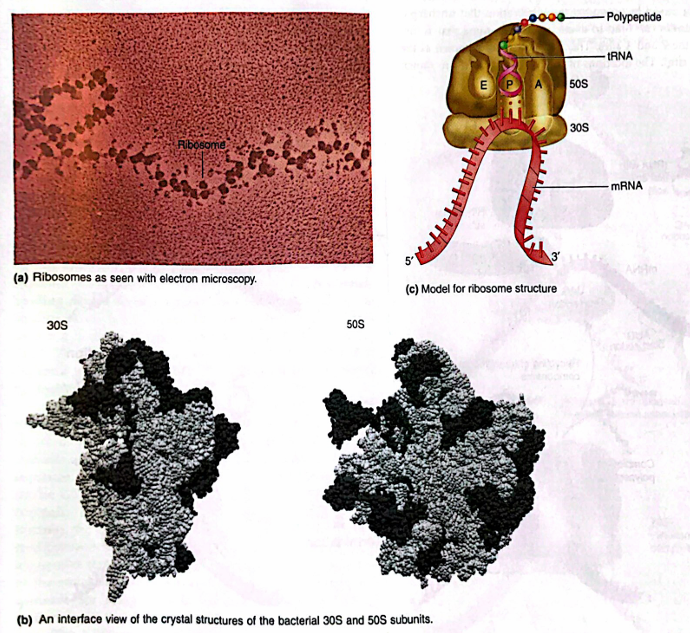 Ribosome
(a) Ribosomes as seen with electron microscopy.
Polypeptide
tRNA
E P A
50S
30S
mRNA
5′
3′
(c) Model for ribosome structure
30S
50S
(b) An interface view of the crystal structures of the bacterial 30S and 50S subunits.